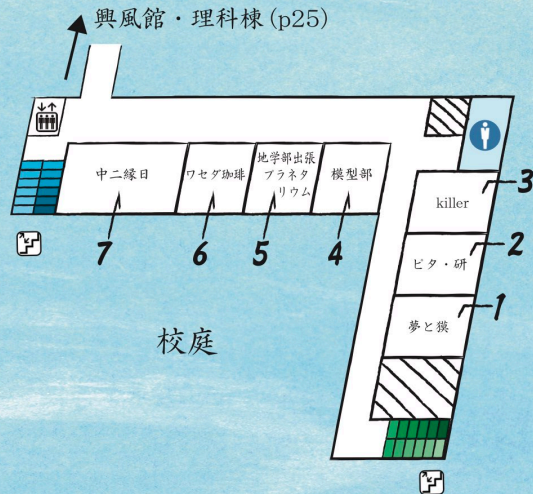 興風館・理科棟(p25)
中二縁日
ワセダ珈琲
地学部出張
プラネタ
リウム
模型部
killer
3
ピタ・研
2
夢と獏
1
7
6
5
4
校庭